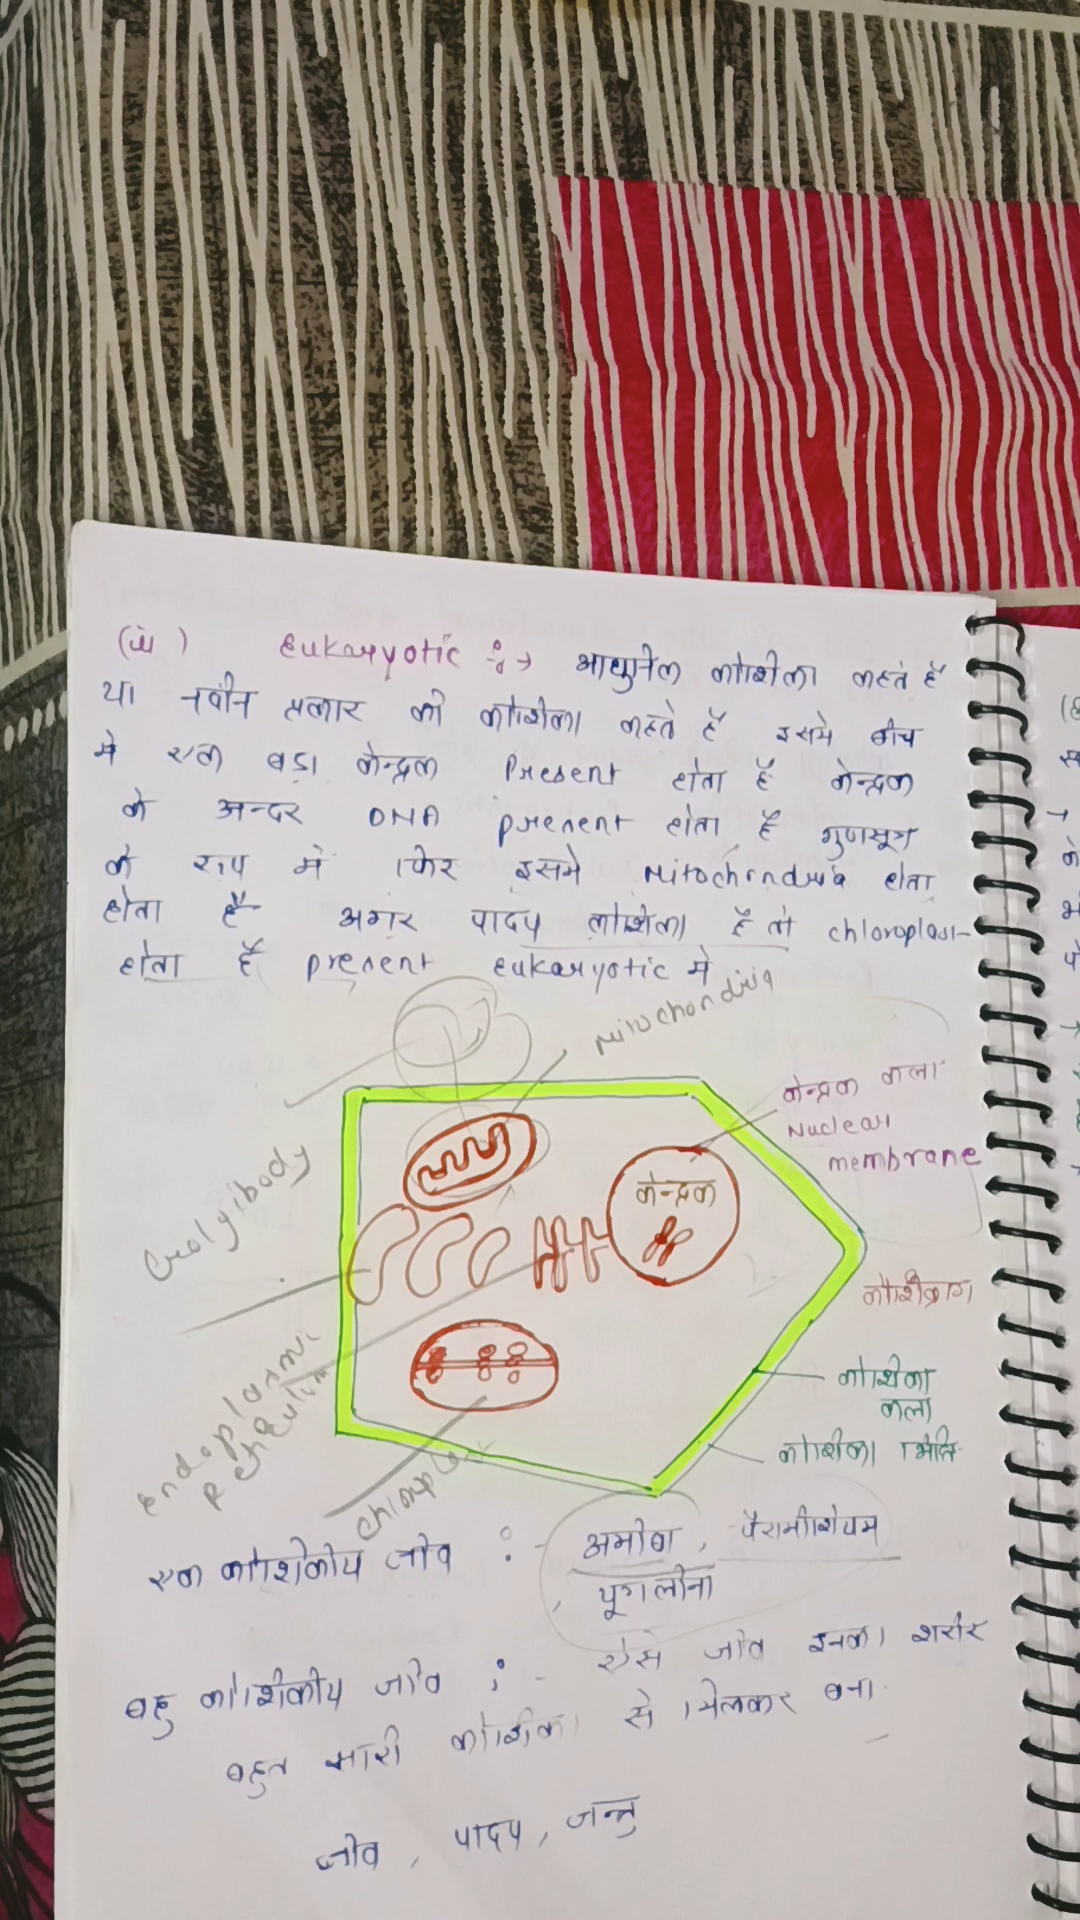 (ii) Eukaryotic :→ आधुनिक कोशिका कहते हैं
या नवीन प्रकार की कोशिका कहते हैं इसमे बीच
मे एक बड़ा केन्द्रक Present होता है केन्द्रक
के अन्दर DNA present होता है गुणसूत्र
के रूप में फिर इसमे Mitochondria होता
होता है अगर पादप कोशिका है तो chloroplast
होता है present eukaryotic मे
Mitochondria
केन्द्रक कला
Nuclear
membrane
केन्द्रक
Golgibody
कोशिका
कला
कोशिका भित्ति
endoplasmic
Reticulum
chloroplast
एक कोशिकीय जीव :- अमीबा, पैरामीशियम
, यूग्लीना
बहु कोशिकीय जीव :- ऐसे जीव इनका शरीर
बहुत सारी कोशिका से मिलकर बना
जीव, पादप, जन्तु